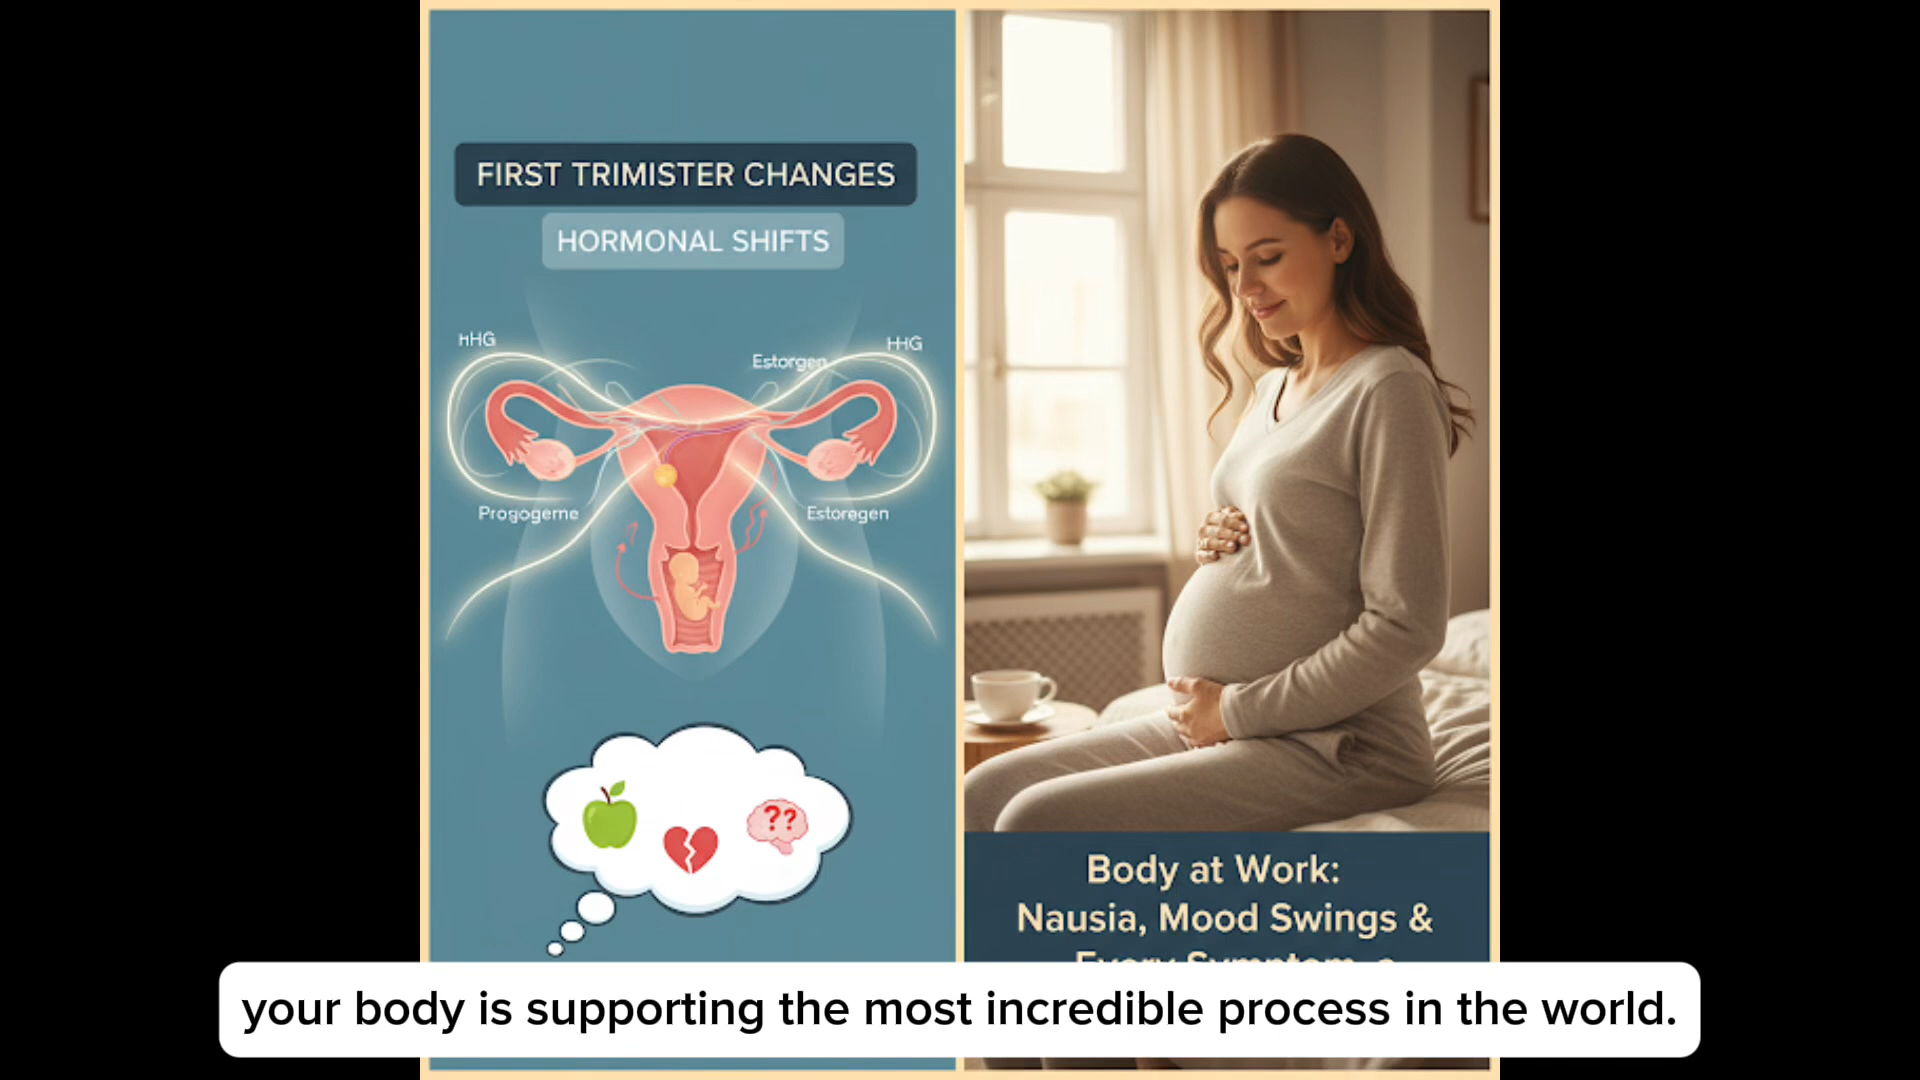 FIRST TRIMISTER CHANGES
HORMONAL SHIFTS
hHG
HHG
Estorgen
Progogerne
Estoregen
??
Body at Work:
Nausia, Mood Swings &
your body is supporting the most incredible process in the world.